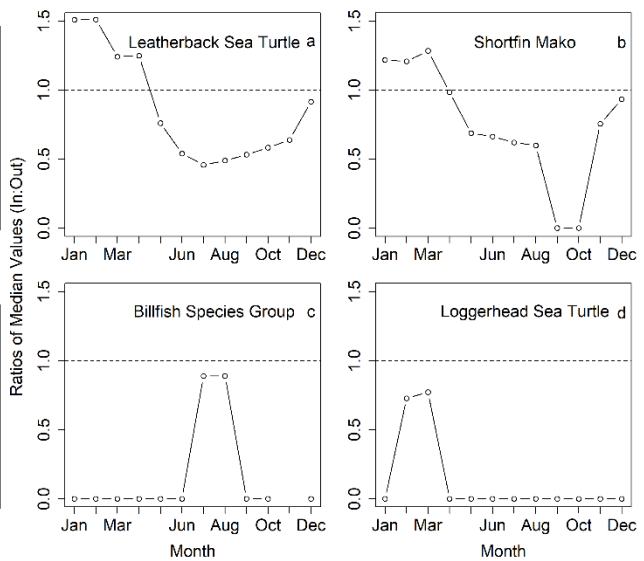 Ratios of Median Values (In:Out)
Leatherback Sea Turtle a
1.5
1.0
0.5
0.0
Jan Mar Jun Aug Oct Dec
Shortfin Mako b
1.5
1.0
0.5
0.0
Jan Mar Jun Aug Oct Dec
Billfish Species Group c
1.5
1.0
0.5
0.0
Jan Mar Jun Aug Oct Dec
Month
Loggerhead Sea Turtle d
1.5
1.0
0.5
0.0
Jan Mar Jun Aug Oct Dec
Month